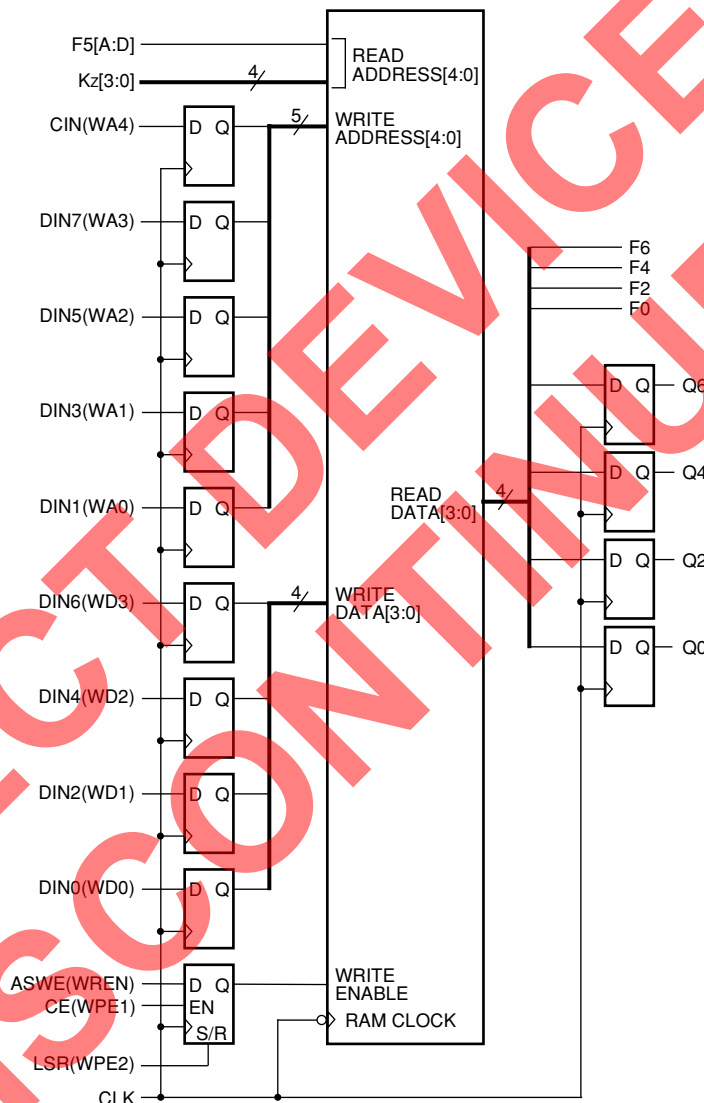 F5[A:D]
Kz[3:0]
4
READ
ADDRESS[4:0]
CIN(WA4)
D Q
5
WRITE
ADDRESS[4:0]
DIN7(WA3)
D Q
DIN5(WA2)
D Q
DIN3(WA1)
D Q
DIN1(WA0)
D Q
DIN6(WD3)
D Q
4
WRITE
DATA[3:0]
DIN4(WD2)
D Q
DIN2(WD1)
D Q
DIN0(WD0)
D Q
ASWE(WREN)
D Q
CE(WPE1)
EN
S/R
LSR(WPE2)
CLK
WRITE
ENABLE
RAM CLOCK
READ
DATA[3:0]
4
F6
F4
F2
F0
D Q
Q6
D Q
Q4
D Q
Q2
D Q
Q0
CT DEVICE
SCONTINU